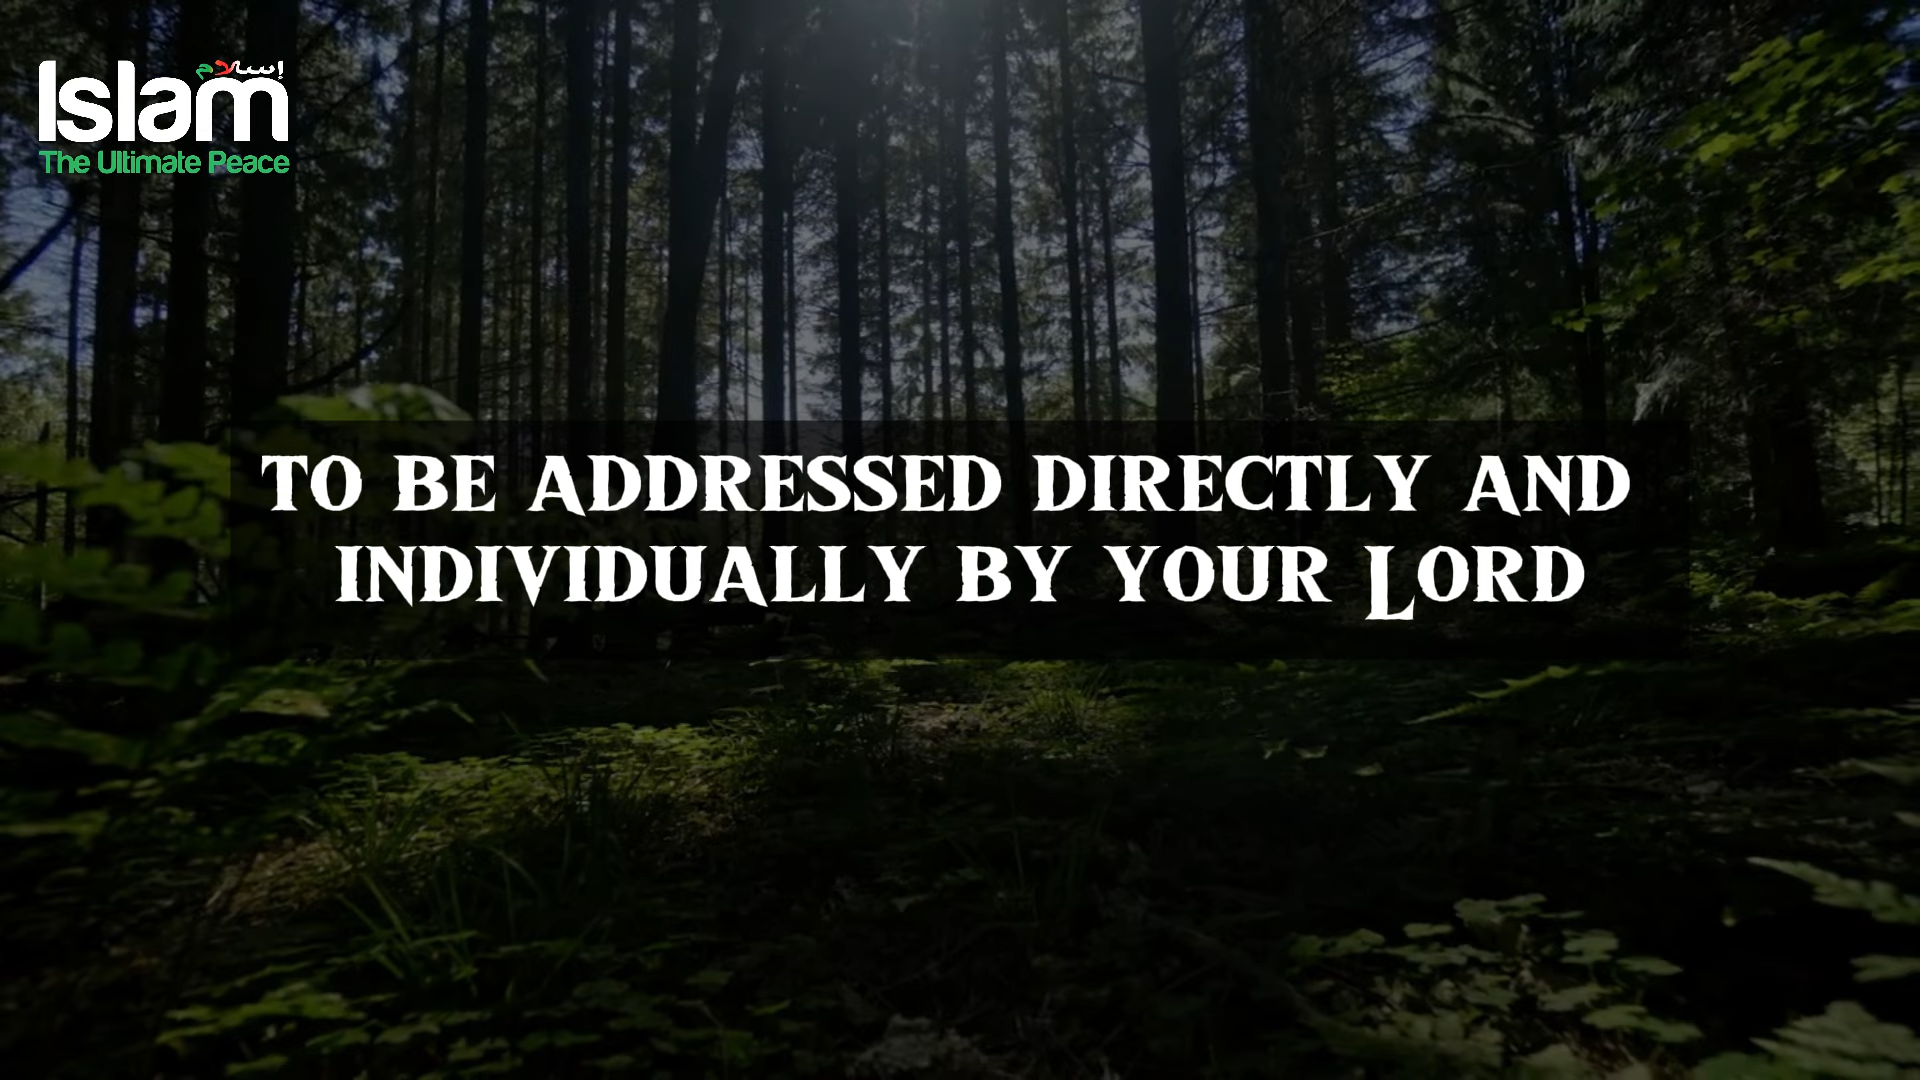 إسلام
Islam
The Ultimate Peace
TO BE ADDRESSED DIRECTLY AND
INDIVIDUALLY BY YOUR LORD